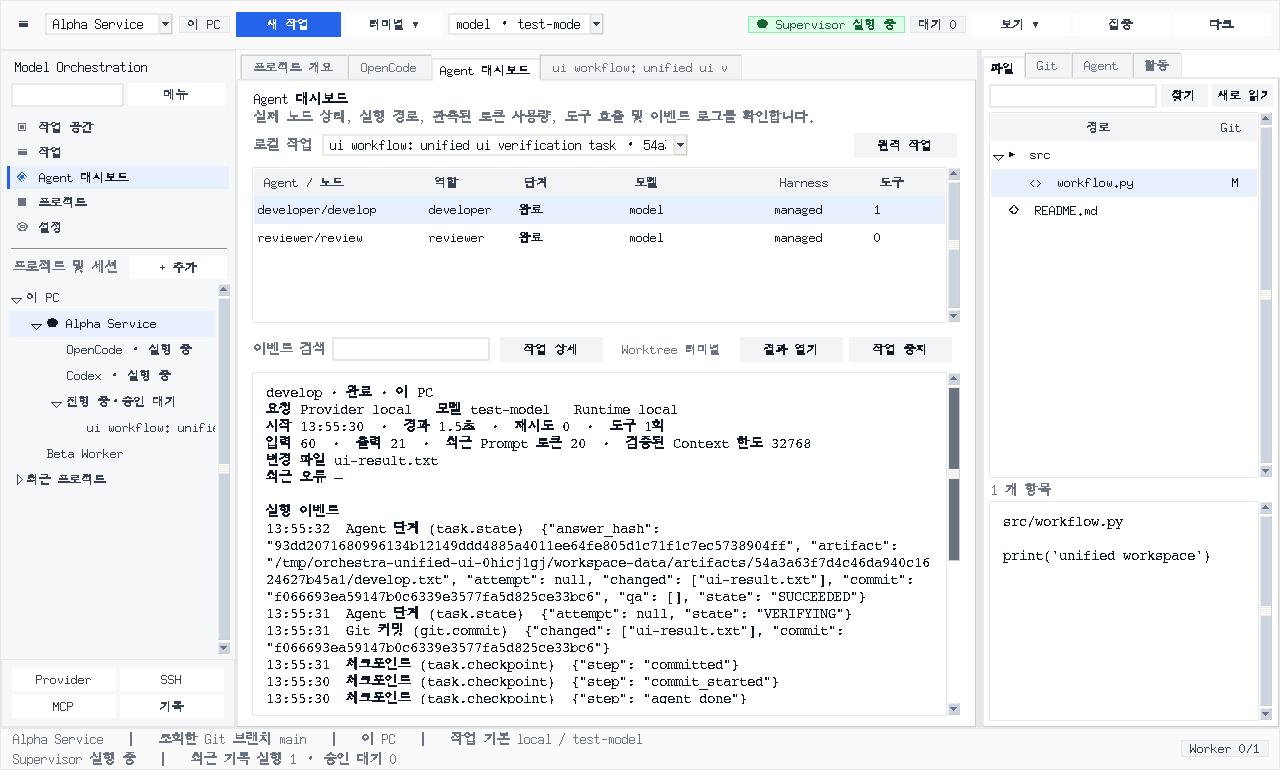 Alpha Service
이 PC
새 작업
터미널 ▾
model • test-mode
● Supervisor 실행 중
대기 0
보기 ▾
집중
다크
Model Orchestration
메뉴
작업 공간
작업
Agent 대시보드
프로젝트
설정
프로젝트 및 세션
+ 추가
이 PC
Alpha Service
OpenCode • 실행 중
Codex • 실행 중
진행 중·승인 대기
ui workflow: unifie
Beta Worker
최근 프로젝트
Provider
SSH
MCP
기록
프로젝트 개요
OpenCode
Agent 대시보드
ui workflow: unified ui v
Agent 대시보드
실제 노드 상태, 실행 경로, 관측된 토큰 사용량, 도구 호출 및 이벤트 로그를 확인합니다.
로컬 작업
ui workflow: unified ui verification task • 54a:
원격 작업
Agent / 노드 역할 단계 모델 Harness 도구
developer/develop developer 완료 model managed 1
reviewer/review reviewer 완료 model managed 0
이벤트 검색
작업 상세
Worktree 터미널
결과 열기
작업 중지
develop · 완료 · 이 PC
요청 Provider local 모델 test-model Runtime local
시작 13:55:30 · 경과 1.5초 · 재시도 0 · 도구 1회
입력 60 · 출력 21 · 최근 Prompt 토큰 20 · 검증된 Context 한도 32768
변경 파일 ui-result.txt
최근 오류 —
실행 이벤트
13:55:32 Agent 단계 (task.state) {"answer_hash":
"93dd2071680996134b12149ddd4885a4011ee64fe805d1c71f1c7ec5738904ff", "artifact":
"/tmp/orchestra-unified-ui-0hicj1gj/workspace-data/artifacts/54a3a63f7d4c46da940c16
24627b45a1/develop.txt", "attempt": null, "changed": ["ui-result.txt"], "commit":
"f066693ea59147b0c6339e3577fa5d825ce33bc6", "qa": [], "state": "SUCCEEDED"}
13:55:31 Agent 단계 (task.state) {"attempt": null, "state": "VERIFYING"}
13:55:31 Git 커밋 (git.commit) {"changed": ["ui-result.txt"], "commit":
"f066693ea59147b0c6339e3577fa5d825ce33bc6"}
13:55:31 체크포인트 (task.checkpoint) {"step": "committed"}
13:55:30 체크포인트 (task.checkpoint) {"step": "commit_started"}
13:55:30 체크포인트 (task.checkpoint) {"step": "agent_done"}
파일
Git
Agent
활동
찾기
새로 읽기
경로 Git
src
workflow.py M
README.md
1 개 항목
src/workflow.py
print('unified workspace')
Alpha Service | 조회한 Git 브랜치 main | 이 PC | 작업 기본 local / test-model
Supervisor 실행 중 | 최근 기록 실행 1 · 승인 대기 0
Worker 0/1